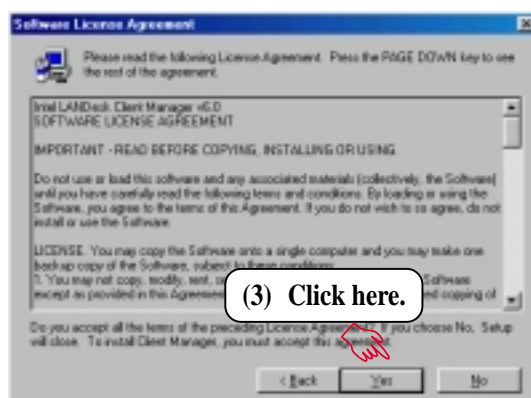 Software License Agreement
Please read the following License Agreement. Press the PAGE DOWN key to see
the rest of the agreement.
Intel LANDesk Client Manager v6.0
SOFTWARE LICENSE AGREEMENT
IMPORTANT - READ BEFORE COPYING, INSTALLING OR USING.
Do not use or load this software and any associated materials (collectively, the Software)
until you have carefully read the following terms and conditions. By loading or using the
Software, you agree to the terms of this Agreement. If you do not wish to so agree, do not
install or use the Software.
LICENSE. You may copy the Software onto a single computer and you may make one
back-up copy of the Software, subject to these conditions:
1. You may not copy, modify, rent, Software
except as provided in this Agreement copying of
(3) Click here.
Do you accept all the terms of the preceding License Agreement? If you choose No, Setup
will close. To install Client Manager, you must accept this agreement.
< Back
Yes
No